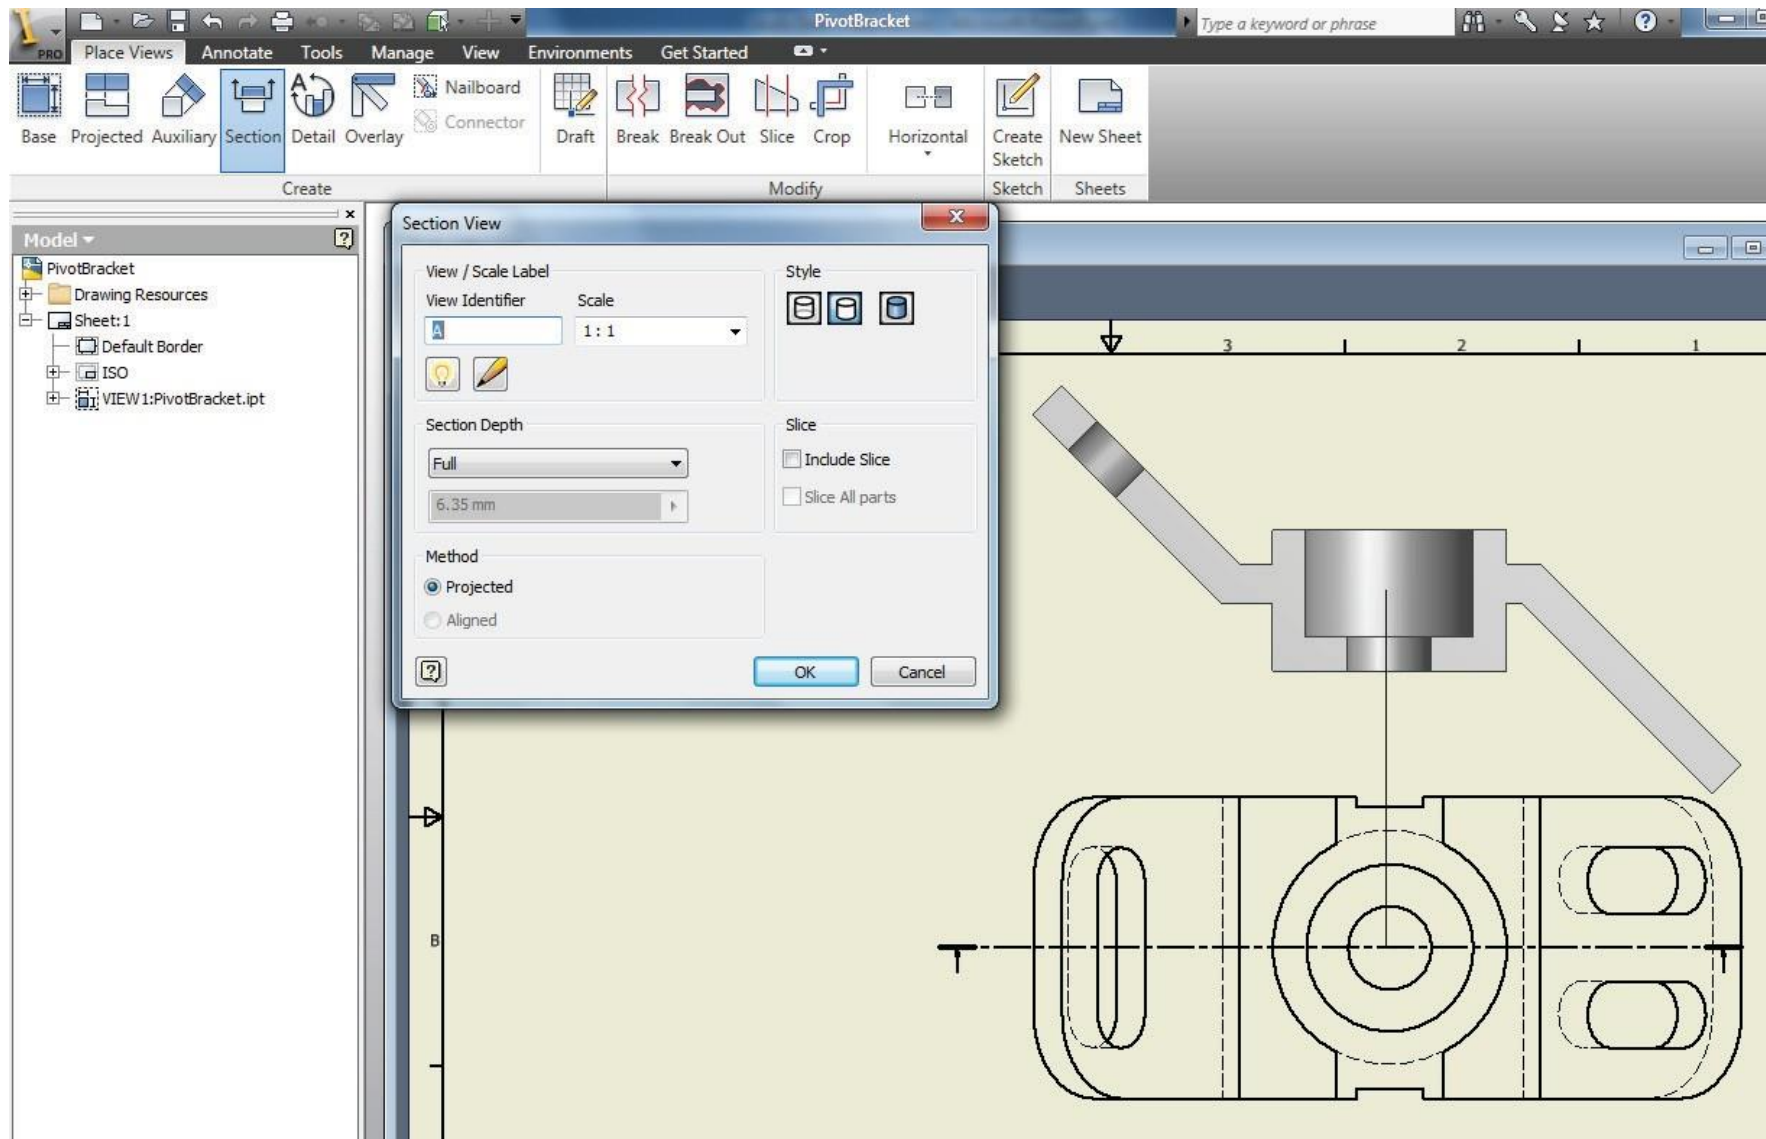 PivotBracket
Type a keyword or phrase
PRO Place Views Annotate Tools Manage View Environments Get Started
Base Projected Auxiliary Section Detail Overlay Nailboard Connector Draft Break Break Out Slice Crop Horizontal Create Sketch New Sheet
Create Modify Sketch Sheets
Model
PivotBracket
Drawing Resources
Sheet:1
Default Border
ISO
VIEW1:PivotBracket.ipt
Section View
View / Scale Label
View Identifier Scale
A 1 : 1
Style
Section Depth
Full
6.35 mm
Slice
Include Slice
Slice All parts
Method
Projected
Aligned
OK Cancel
3 2 1
B